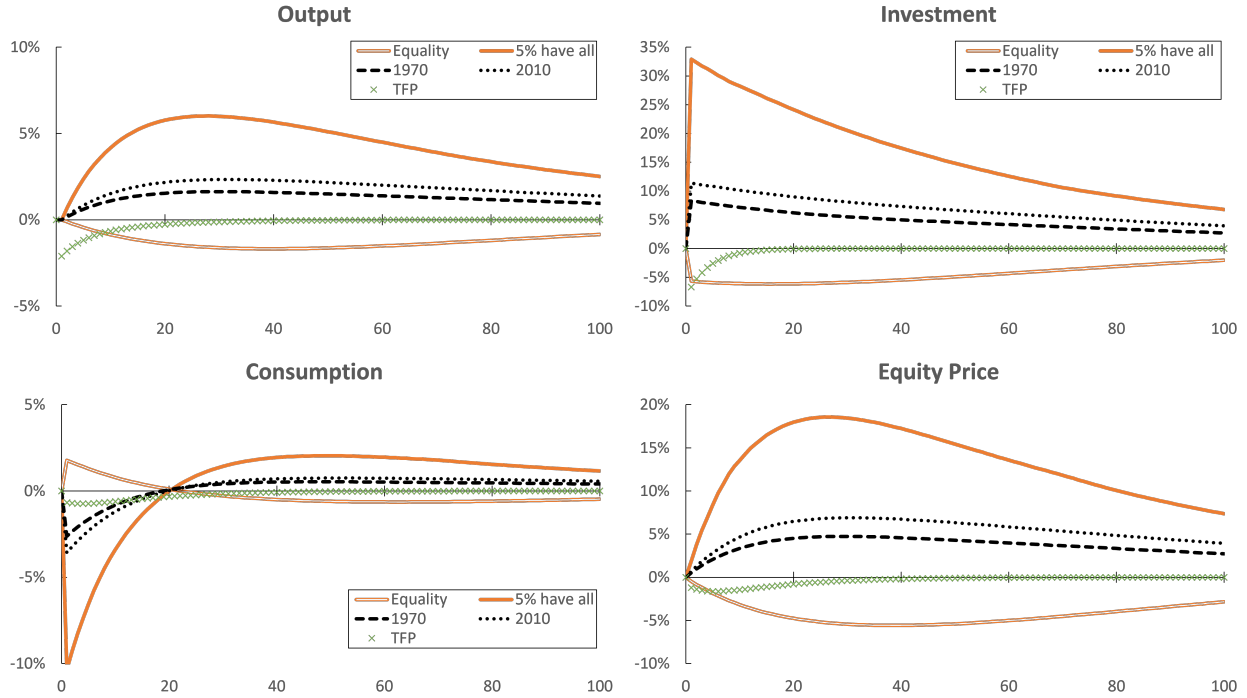 Output
10%
5%
0%
-5%
0 20 40 60 80 100
Equality 5% have all
1970 2010
TFP
Investment
35%
30%
25%
20%
15%
10%
5%
0%
-5%
-10%
0 20 40 60 80 100
Equality 5% have all
1970 2010
TFP
Consumption
5%
0%
-5%
-10%
0 20 40 60 80 100
Equality 5% have all
1970 2010
TFP
Equity Price
20%
15%
10%
5%
0%
-5%
-10%
0 20 40 60 80 100